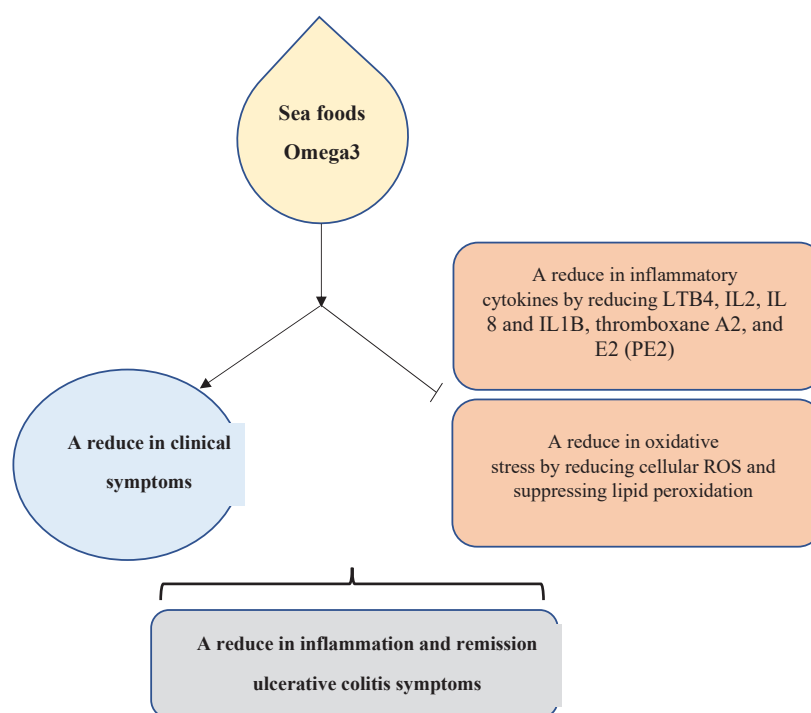 Sea foods
Omega3
A reduce in inflammatory
cytokines by reducing LTB4, IL2, IL
8 and IL1B, thromboxane A2, and
E2 (PE2)
A reduce in clinical
symptoms
A reduce in oxidative
stress by reducing cellular ROS and
suppressing lipid peroxidation
A reduce in inflammation and remission
ulcerative colitis symptoms